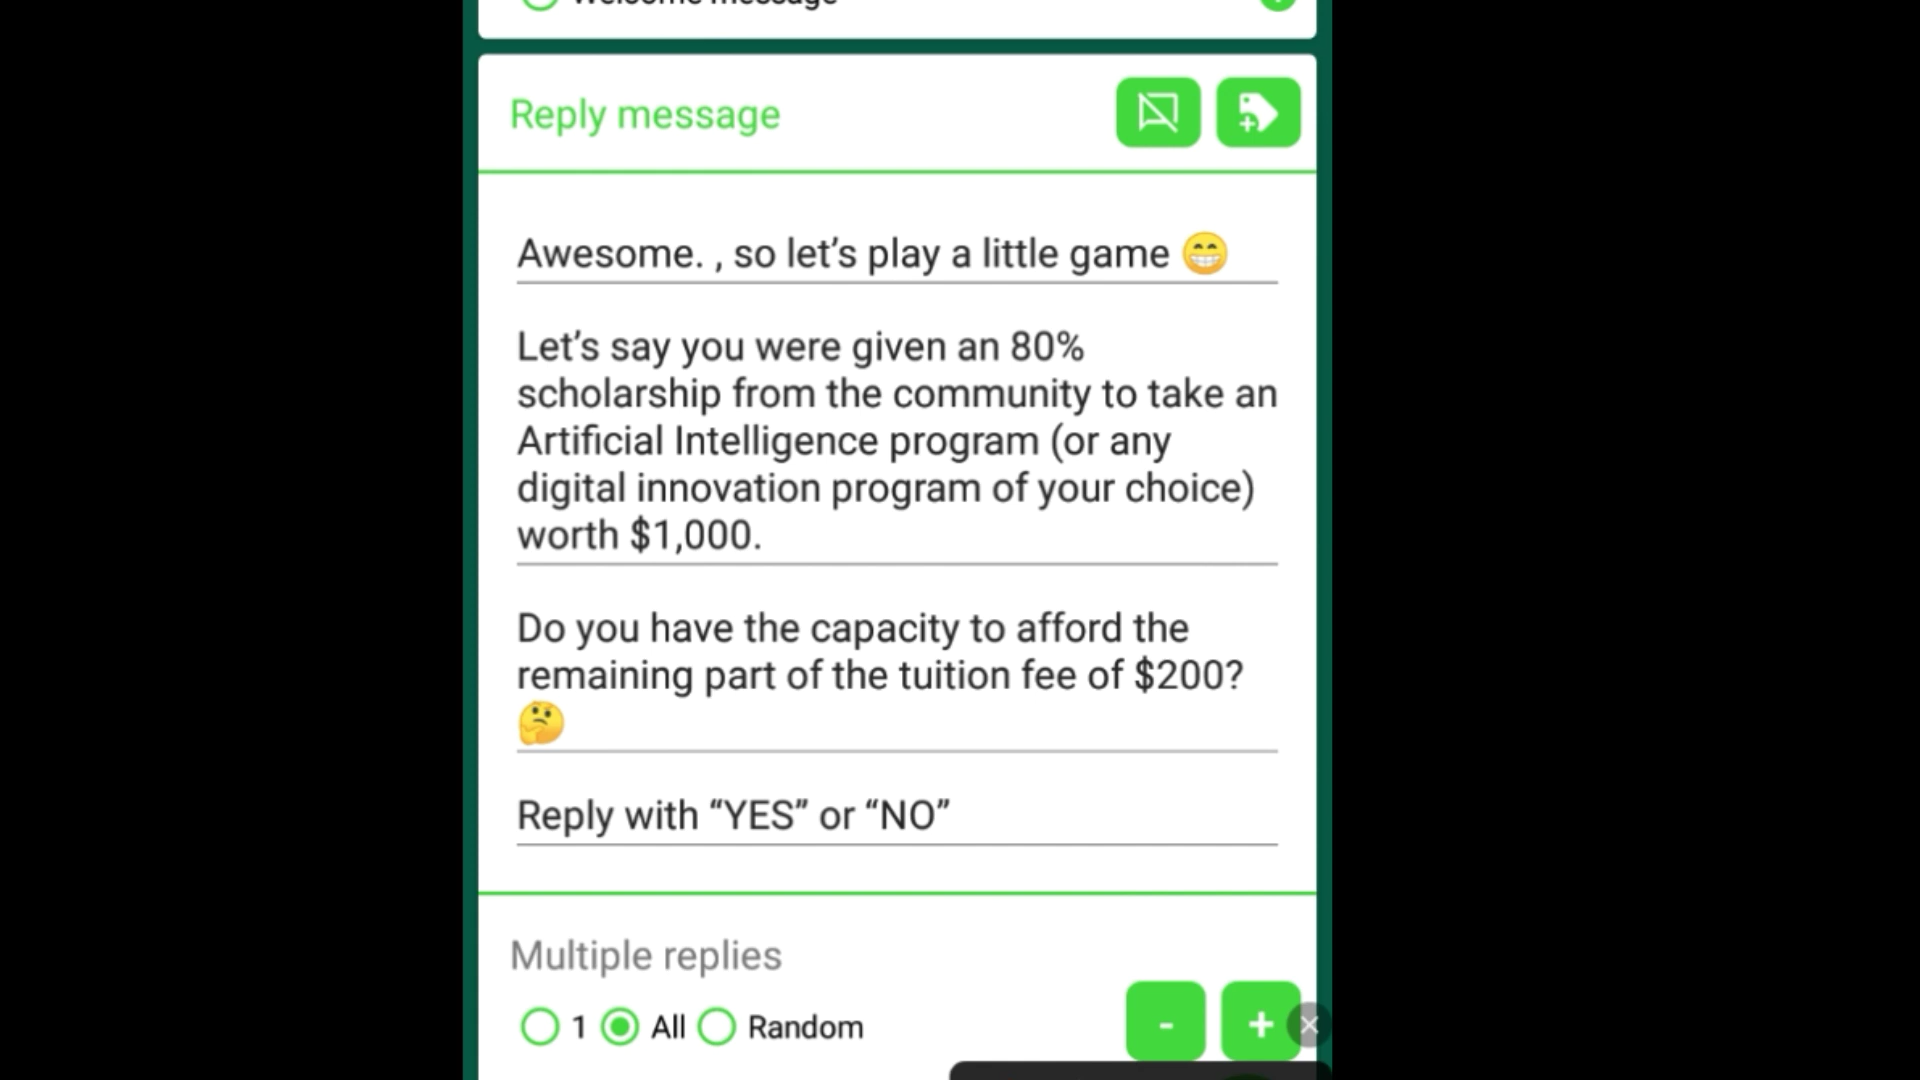 Welcome message
Reply message
Awesome. , so let’s play a little game 😁
Let’s say you were given an 80%
scholarship from the community to take an
Artificial Intelligence program (or any
digital innovation program of your choice)
worth $1,000.
Do you have the capacity to afford the
remaining part of the tuition fee of $200?
🤔
Reply with “YES” or “NO”
Multiple replies
1 All Random - +